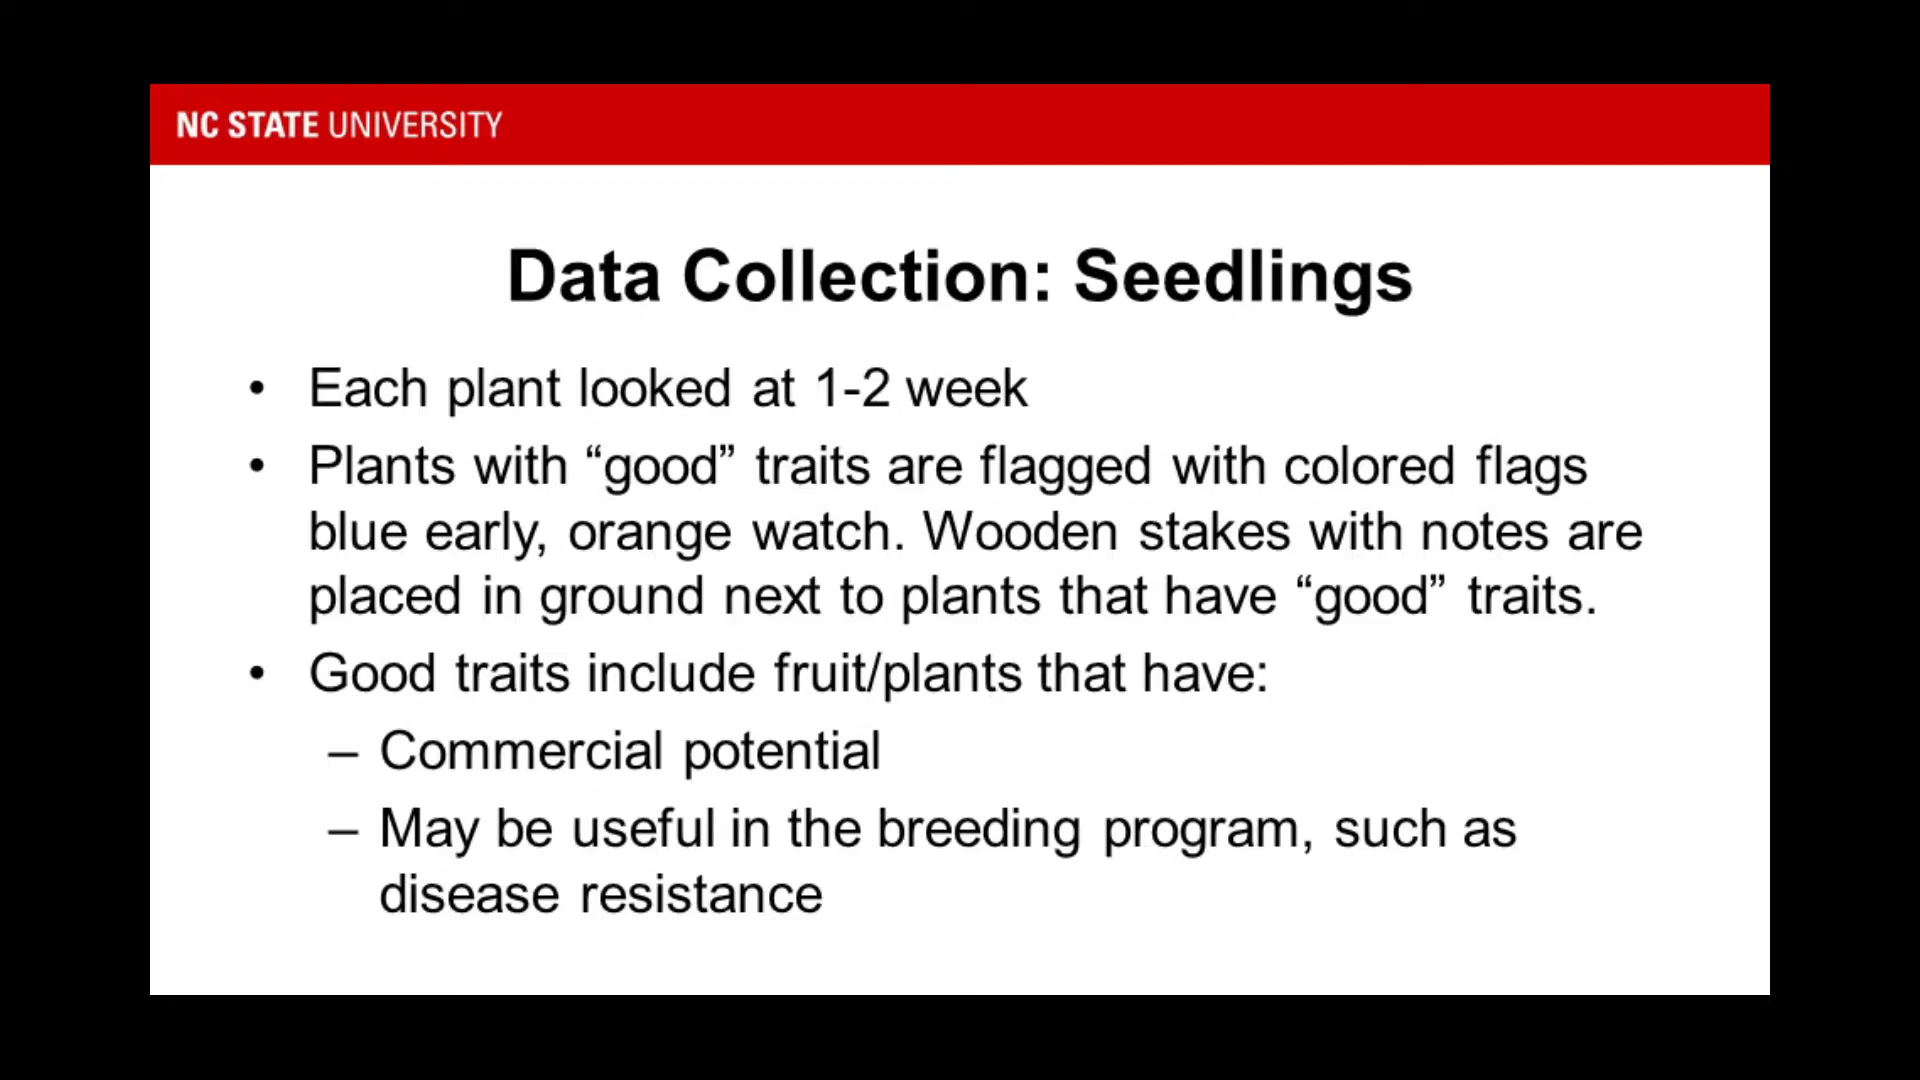 NC STATE UNIVERSITY
Data Collection: Seedlings
• Each plant looked at 1-2 week
• Plants with “good” traits are flagged with colored flags
blue early, orange watch. Wooden stakes with notes are
placed in ground next to plants that have “good” traits.
• Good traits include fruit/plants that have:
– Commercial potential
– May be useful in the breeding program, such as
disease resistance